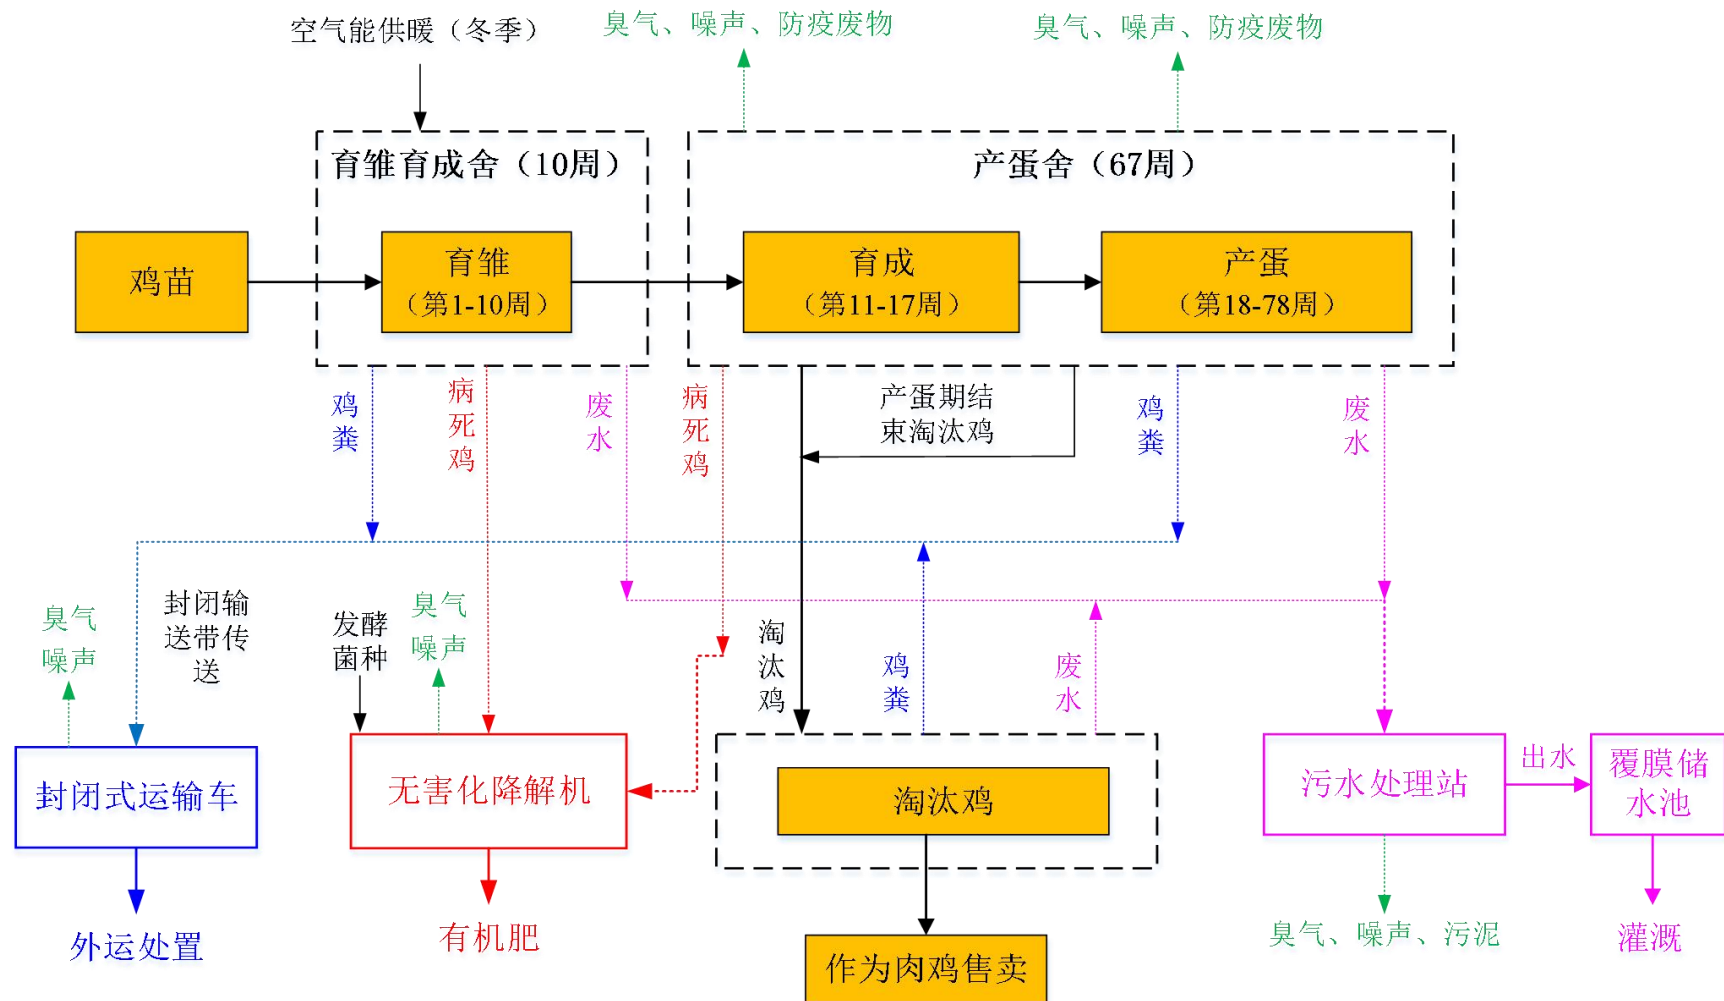 空气能供暖（冬季）
臭气、噪声、防疫废物
臭气、噪声、防疫废物
育雏育成舍（10周）
产蛋舍（67周）
鸡苗
育雏
（第1-10周）
育成
（第11-17周）
产蛋
（第18-78周）
鸡粪
病死鸡
废水
病死鸡
产蛋期结
束淘汰鸡
鸡粪
废水
臭气
噪声
封闭输
送带传
送
发酵
菌种
臭气
噪声
淘汰鸡
鸡粪
废水
封闭式运输车
无害化降解机
淘汰鸡
污水处理站
出水
覆膜储
水池
外运处置
有机肥
作为肉鸡售卖
臭气、噪声、污泥
灌溉